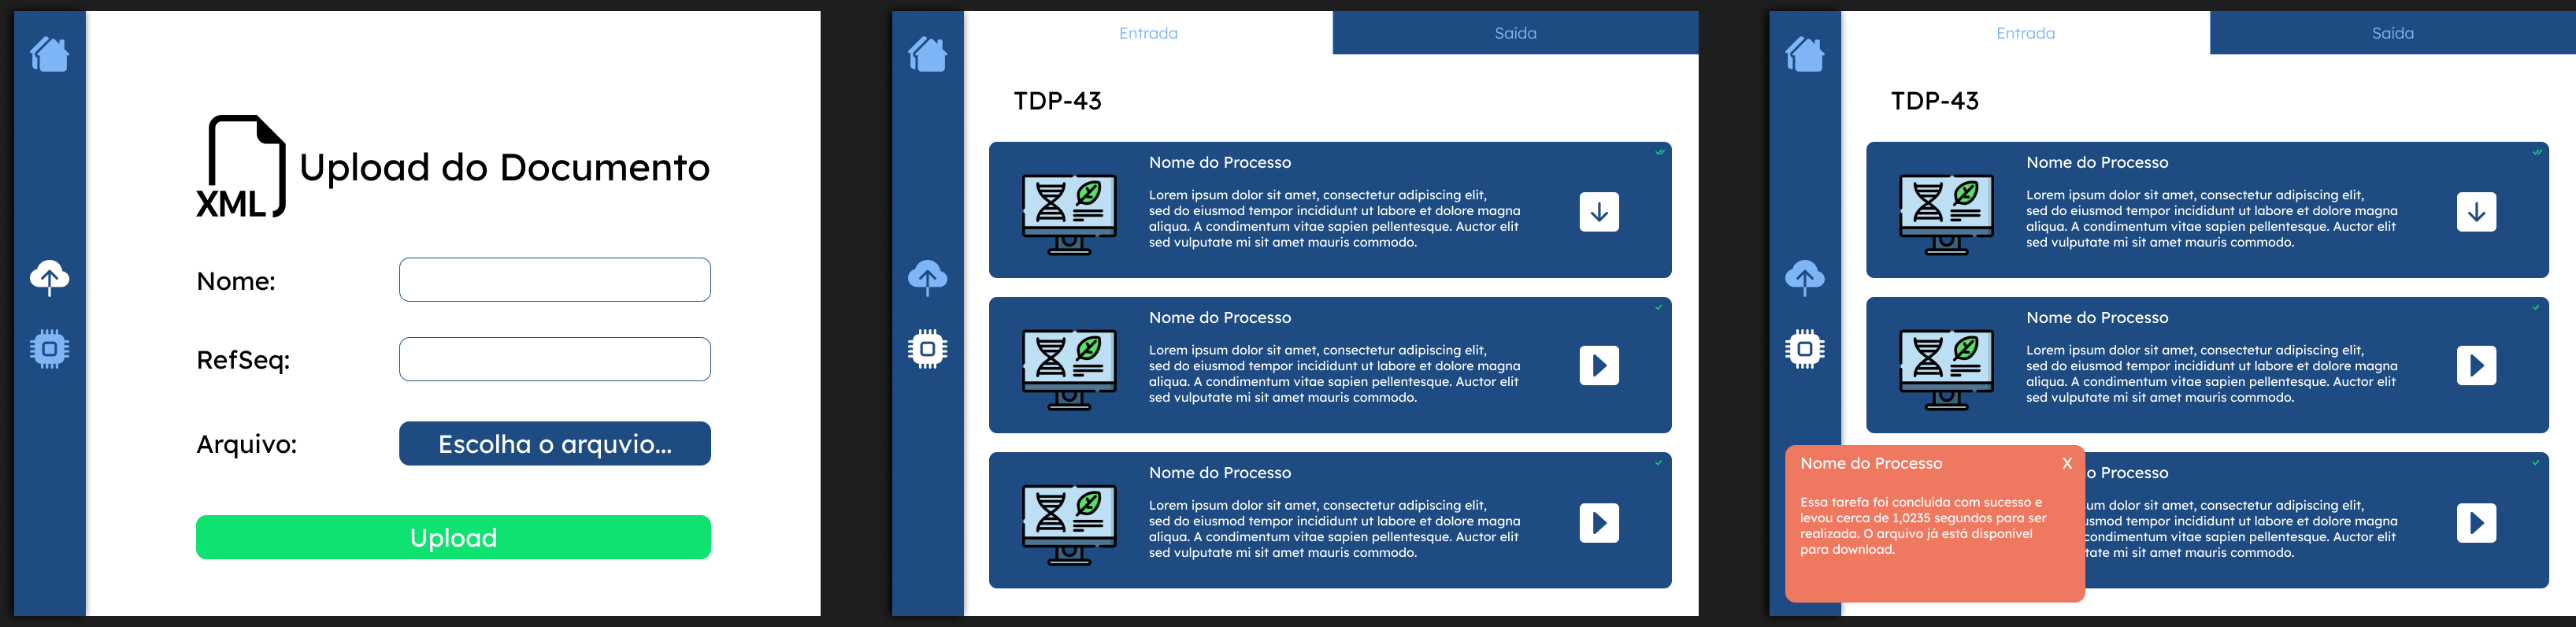 XML
Upload do Documento
Nome:
RefSeq:
Arquivo:
Escolha o arquvio...
Upload
Entrada
Saída
TDP-43
Nome do Processo
Lorem ipsum dolor sit amet, consectetur adipiscing elit,
sed do eiusmod tempor incididunt ut labore et dolore magna
aliqua. A condimentum vitae sapien pellentesque. Auctor elit
sed vulputate mi sit amet mauris commodo.
Nome do Processo
Lorem ipsum dolor sit amet, consectetur adipiscing elit,
sed do eiusmod tempor incididunt ut labore et dolore magna
aliqua. A condimentum vitae sapien pellentesque. Auctor elit
sed vulputate mi sit amet mauris commodo.
Nome do Processo
Lorem ipsum dolor sit amet, consectetur adipiscing elit,
sed do eiusmod tempor incididunt ut labore et dolore magna
aliqua. A condimentum vitae sapien pellentesque. Auctor elit
sed vulputate mi sit amet mauris commodo.
Entrada
Saída
TDP-43
Nome do Processo
Lorem ipsum dolor sit amet, consectetur adipiscing elit,
sed do eiusmod tempor incididunt ut labore et dolore magna
aliqua. A condimentum vitae sapien pellentesque. Auctor elit
sed vulputate mi sit amet mauris commodo.
Nome do Processo
Lorem ipsum dolor sit amet, consectetur adipiscing elit,
sed do eiusmod tempor incididunt ut labore et dolore magna
aliqua. A condimentum vitae sapien pellentesque. Auctor elit
sed vulputate mi sit amet mauris commodo.
Nome do Processo
X
Essa tarefa foi concluída com sucesso e
levou cerca de 1,0235 segundos para ser
realizada. O arquivo já está disponível
para download.
o Processo
um dolor sit amet, consectetur adipiscing elit,
usmod tempor incididunt ut labore et dolore magna
condimentum vitae sapien pellentesque. Auctor elit
tate mi sit amet mauris commodo.